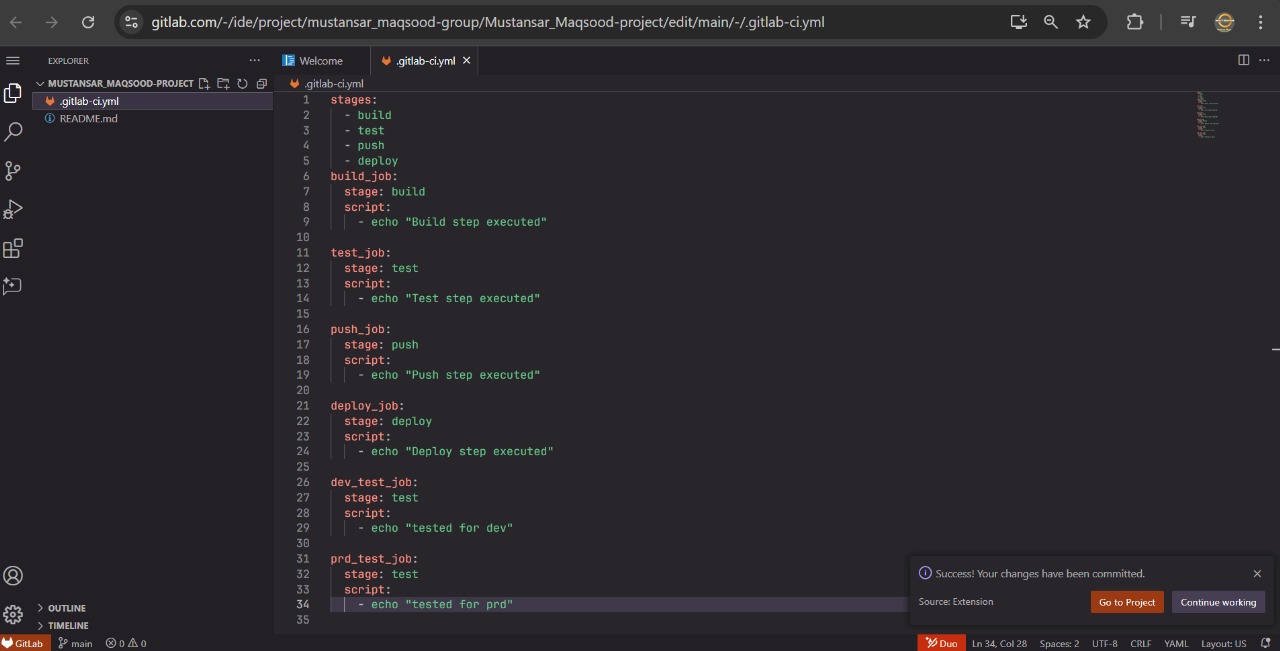 gitlab.com/-/ide/project/mustansar_maqsood-group/Mustansar_Maqsood-project/edit/main/-/.gitlab-ci.yml
EXPLORER
Welcome
.gitlab-ci.yml
MUSTANSAR_MAQSOOD-PROJECT
.gitlab-ci.yml
README.md
.gitlab-ci.yml
1 stages:
2   - build
3   - test
4   - push
5   - deploy
6 build_job:
7   stage: build
8   script:
9     - echo "Build step executed"
10
11 test_job:
12   stage: test
13   script:
14     - echo "Test step executed"
15
16 push_job:
17   stage: push
18   script:
19     - echo "Push step executed"
20
21 deploy_job:
22   stage: deploy
23   script:
24     - echo "Deploy step executed"
25
26 dev_test_job:
27   stage: test
28   script:
29     - echo "tested for dev"
30
31 prd_test_job:
32   stage: test
33   script:
34     - echo "tested for prd"
35
Success! Your changes have been committed.
Source: Extension
Go to Project
Continue working
OUTLINE
TIMELINE
GitLab main 0 0 Duo Ln 34, Col 28 Spaces: 2 UTF-8 CRLF YAML Layout: US